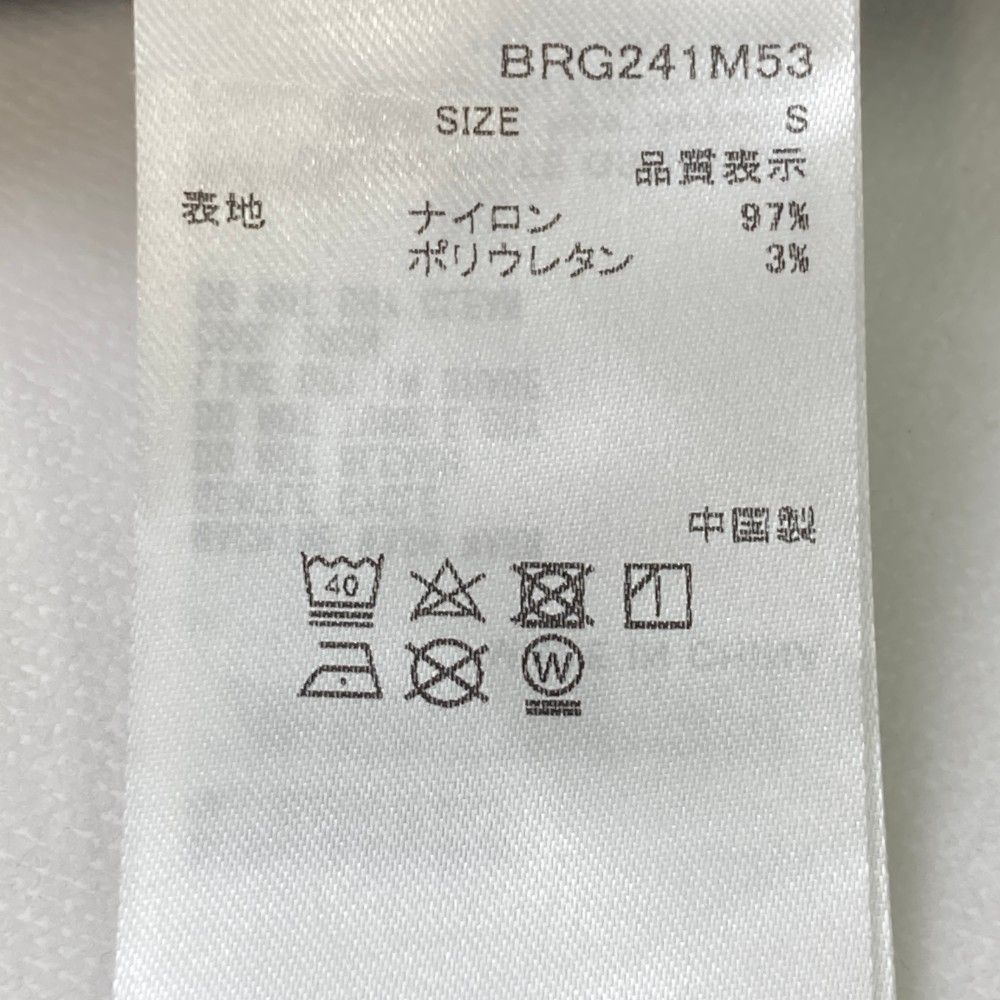 BRG241M53
SIZE S
品質表示
表地 ナイロン 97%
ポリウレタン 3%
中国製
40
W